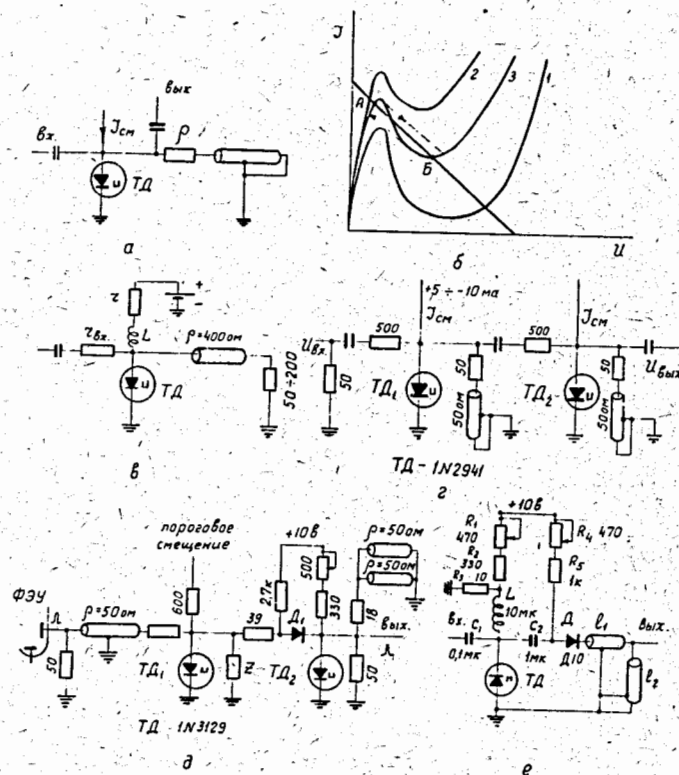 вых
вх.
Jсм
ρ
ТД
а
J
2
3
1
А
Б
U
б
r
+
-
rвх.
L
ρ=400ом
ТД
50÷200
в
+5 ÷ -10 ма
Jсм
Jсм
500
500
Uвх.
50
50
50
Uвых
ТД₁
ТД₂
50ом
50ом
ТД - 1N2941
г
пороговое
смещение
ФЭУ
600
ρ=50ом
50
ТД₁
Z
39
+10в
2,7к
500
330
Д₁
ТД₂
ρ=50ом
ρ=50ом
18
вых.
50
ТД - 1N3129
д
+10в
R₁
470
R₂
330
R₃ 10
R₄ 470
R₅
1к
L
10мк
вх.
C₁
0,1мк
C₂
1мк
Д
Д10
ℓ₁
вых.
ℓ₂
ТД
е